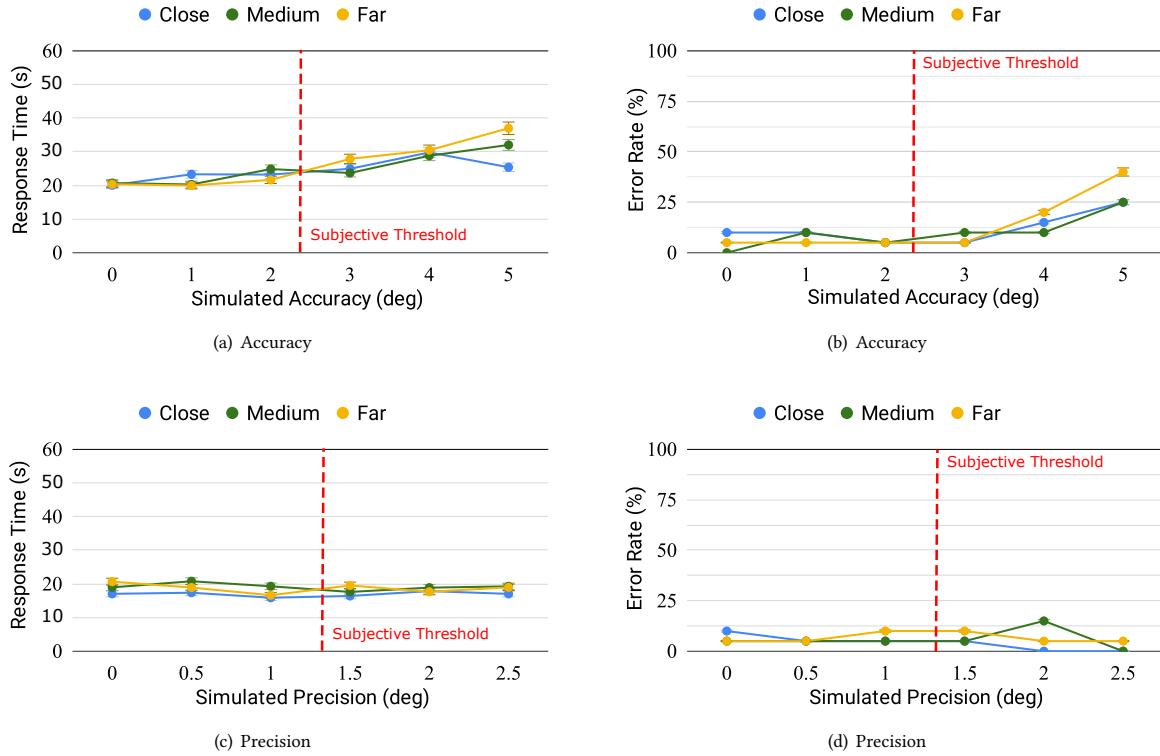 Close Medium Far
Response Time (s)
60
50
40
30
20
10
0
Subjective Threshold
0 1 2 3 4 5
Simulated Accuracy (deg)
(a) Accuracy
Close Medium Far
Error Rate (%)
100
75
50
25
0
Subjective Threshold
0 1 2 3 4 5
Simulated Accuracy (deg)
(b) Accuracy
Close Medium Far
Response Time (s)
60
50
40
30
20
10
0
Subjective Threshold
0 0.5 1 1.5 2 2.5
Simulated Precision (deg)
(c) Precision
Close Medium Far
Error Rate (%)
100
75
50
25
0
Subjective Threshold
0 0.5 1 1.5 2 2.5
Simulated Precision (deg)
(d) Precision